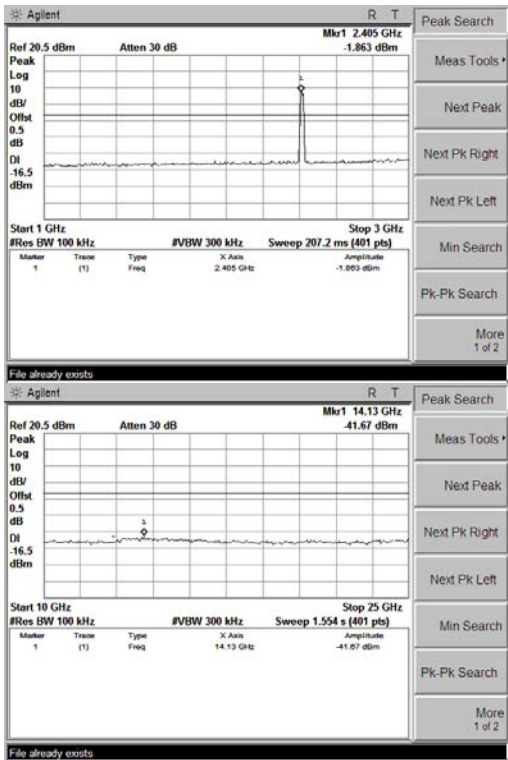 Agilent R T
Peak Search
Mkr1 2.405 GHz
Ref 20.5 dBm Atten 30 dB -1.863 dBm
Peak
Log
10
dB/
Offst
0.5
dB
DI
-16.5
dBm
1
Start 1 GHz Stop 3 GHz
#Res BW 100 kHz #VBW 300 kHz Sweep 207.2 ms (401 pts)
Marker Trace Type X Axis Amplitude
1 (1) Freq 2.405 GHz -1.863 dBm
Meas Tools
Next Peak
Next Pk Right
Next Pk Left
Min Search
Pk-Pk Search
More
1 of 2
File already exists
Agilent R T
Peak Search
Mkr1 14.13 GHz
Ref 20.5 dBm Atten 30 dB -41.67 dBm
Peak
Log
10
dB/
Offst
0.5
dB
DI
-16.5
dBm
1
Start 10 GHz Stop 25 GHz
#Res BW 100 kHz #VBW 300 kHz Sweep 1.554 s (401 pts)
Marker Trace Type X Axis Amplitude
1 (1) Freq 14.13 GHz -41.67 dBm
Meas Tools
Next Peak
Next Pk Right
Next Pk Left
Min Search
Pk-Pk Search
More
1 of 2
File already exists